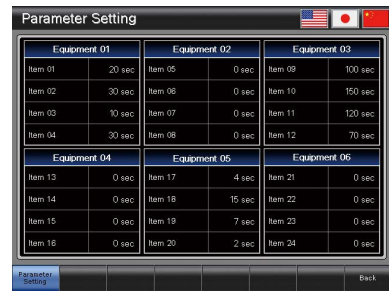 Parameter Setting
Equipment 01 Equipment 02 Equipment 03
Item 01 20 sec Item 05 0 sec Item 09 100 sec
Item 02 30 sec Item 06 0 sec Item 10 150 sec
Item 03 10 sec Item 07 0 sec Item 11 120 sec
Item 04 30 sec Item 08 0 sec Item 12 70 sec
Equipment 04 Equipment 05 Equipment 06
Item 13 0 sec Item 17 4 sec Item 21 0 sec
Item 14 0 sec Item 18 15 sec Item 22 0 sec
Item 15 0 sec Item 19 7 sec Item 23 0 sec
Item 16 0 sec Item 20 2 sec Item 24 0 sec
Parameter
Setting
Back